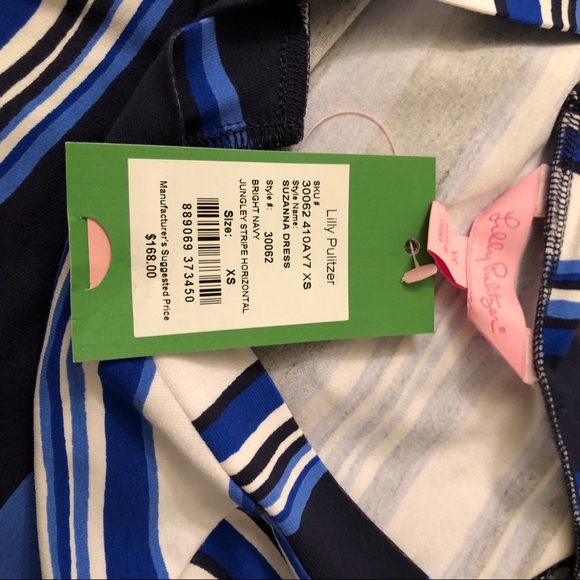 Lilly Pulitzer
SKU #
30062 410AY7 XS
Style Name:
SUZANNA DRESS
Style #: 30062
BRIGHT NAVY
JUNGLEY STRIPE HORIZONTAL
Size: XS
889069 373450
Manufacturer's Suggested Price
$168.00
Lilly Pulitzer®